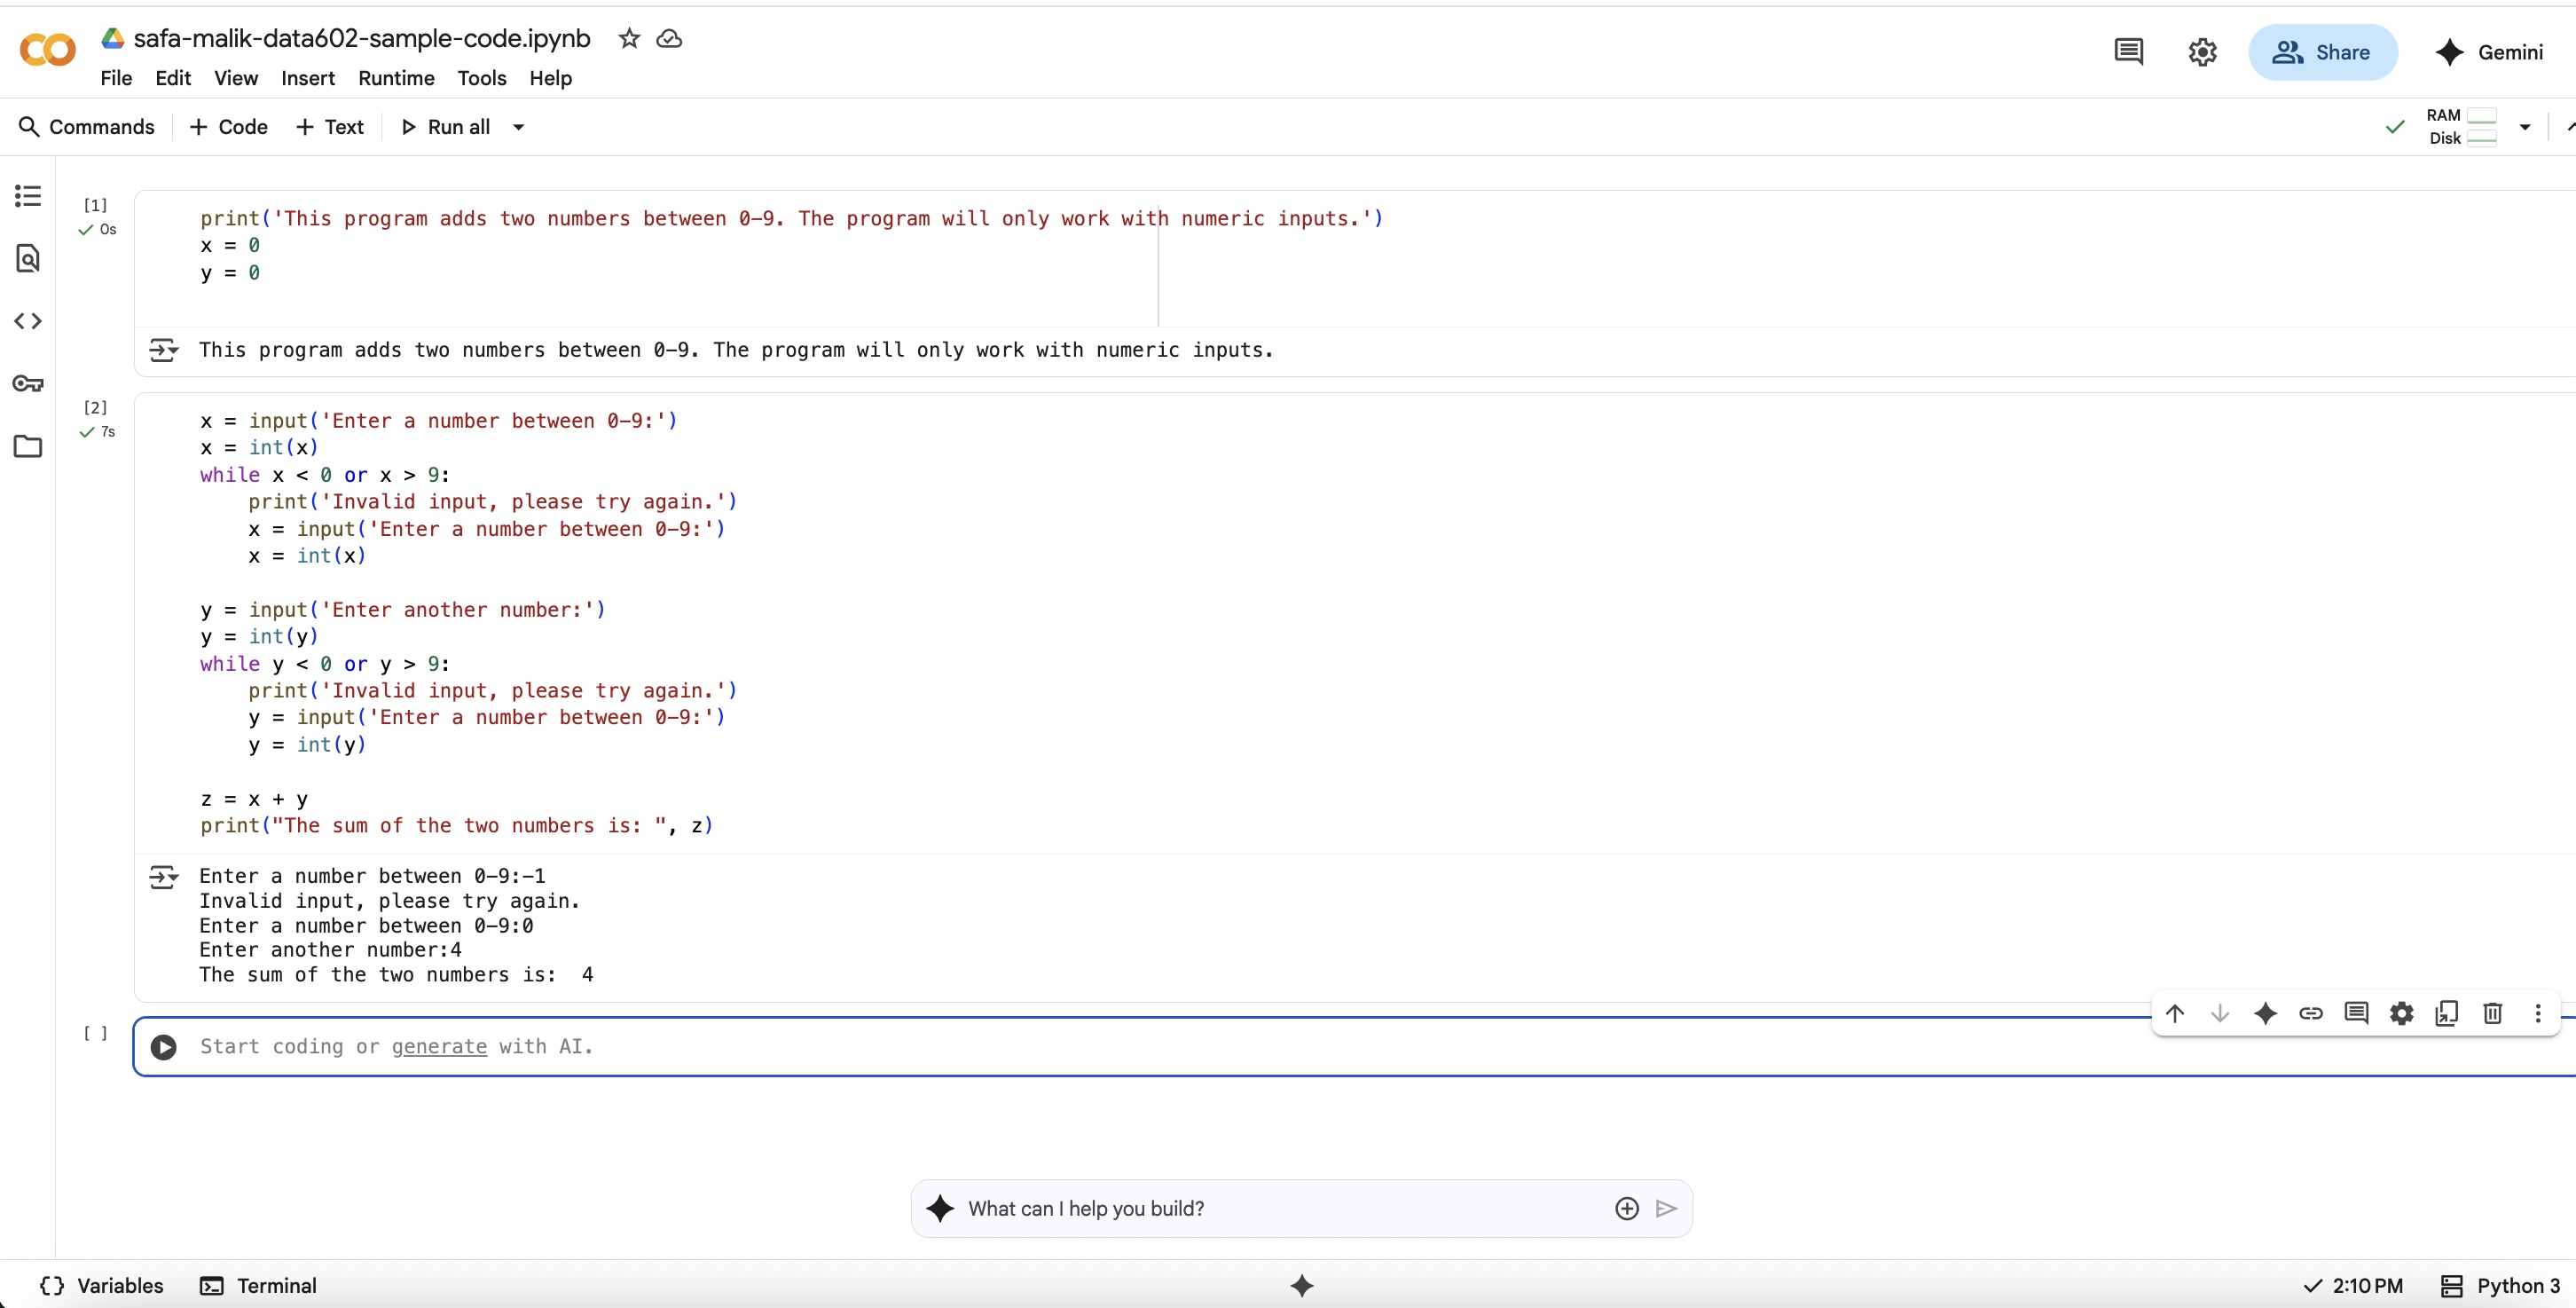 safa-malik-data602-sample-code.ipynb
File Edit View Insert Runtime Tools Help
Share
Gemini
Commands + Code + Text Run all
RAM
Disk
[1]
0s
print('This program adds two numbers between 0-9. The program will only work with numeric inputs.')
x = 0
y = 0
This program adds two numbers between 0-9. The program will only work with numeric inputs.
[2]
7s
x = input('Enter a number between 0-9:')
x = int(x)
while x < 0 or x > 9:
    print('Invalid input, please try again.')
    x = input('Enter a number between 0-9:')
    x = int(x)
y = input('Enter another number:')
y = int(y)
while y < 0 or y > 9:
    print('Invalid input, please try again.')
    y = input('Enter a number between 0-9:')
    y = int(y)
z = x + y
print("The sum of the two numbers is: ", z)
Enter a number between 0-9:-1
Invalid input, please try again.
Enter a number between 0-9:0
Enter another number:4
The sum of the two numbers is:  4
[ ]
Start coding or generate with AI.
What can I help you build?
{} Variables Terminal
2:10 PM Python 3